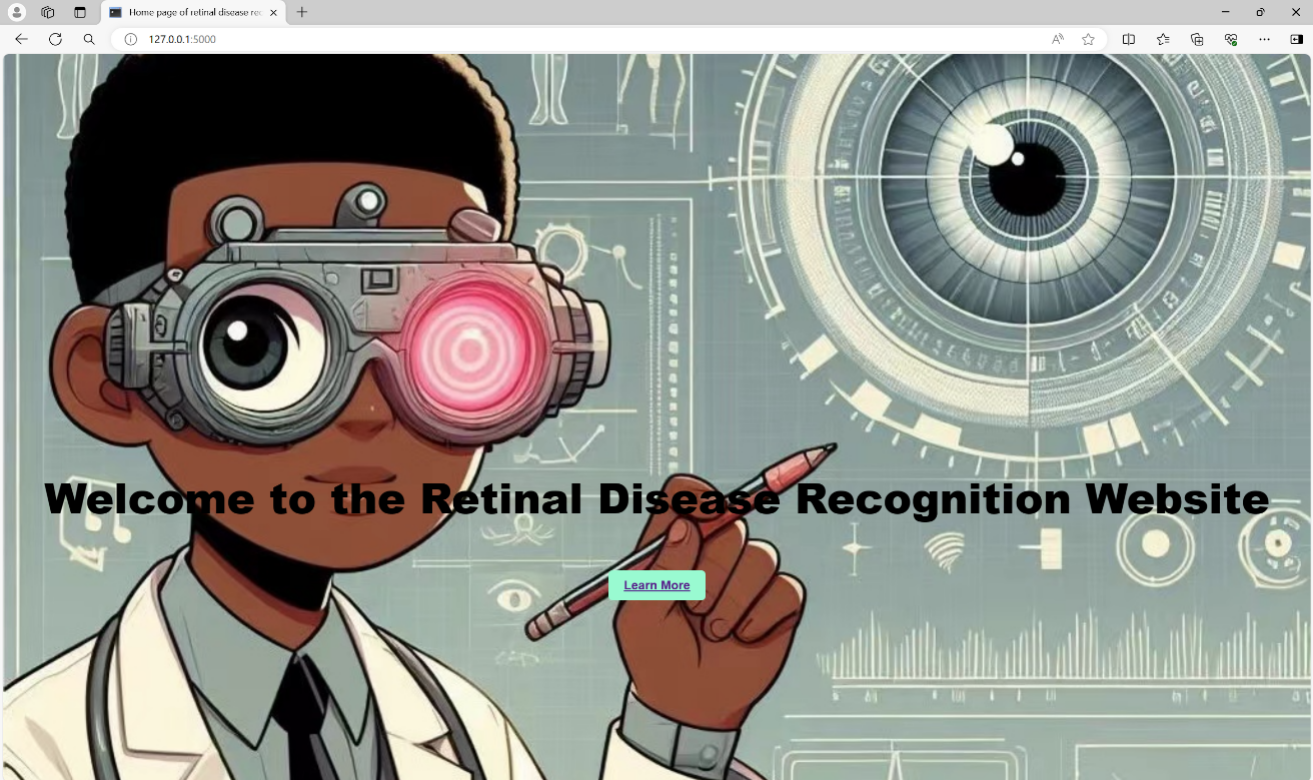 Home page of retinal disease rec
127.0.0.1:5000
Welcome to the Retinal Disease Recognition Website
Learn More